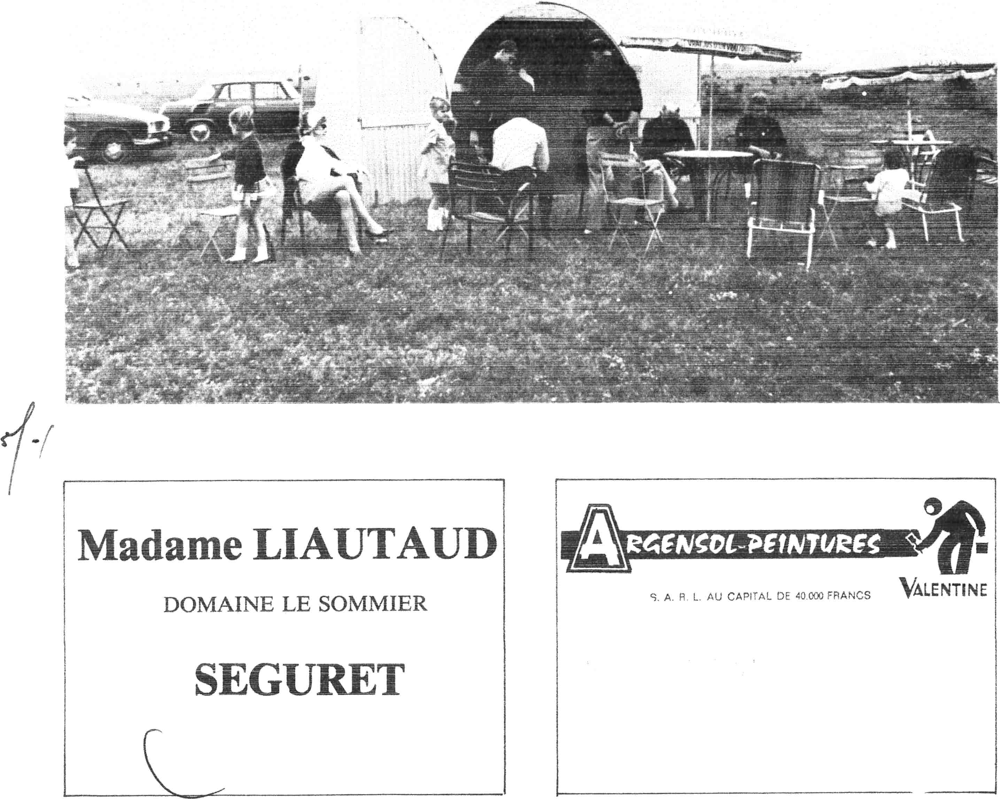 Madame LIAUTAUD
DOMAINE LE SOMMIER
SEGURET
ARGENSOL-PEINTURES
VALENTINE
S. A. R. L. AU CAPITAL DE 40.000 FRANCS